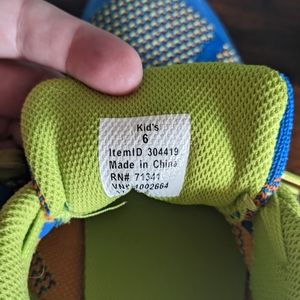 Kid's
6
ItemID 304419
Made in China
RN# 71341
VN# 1002664